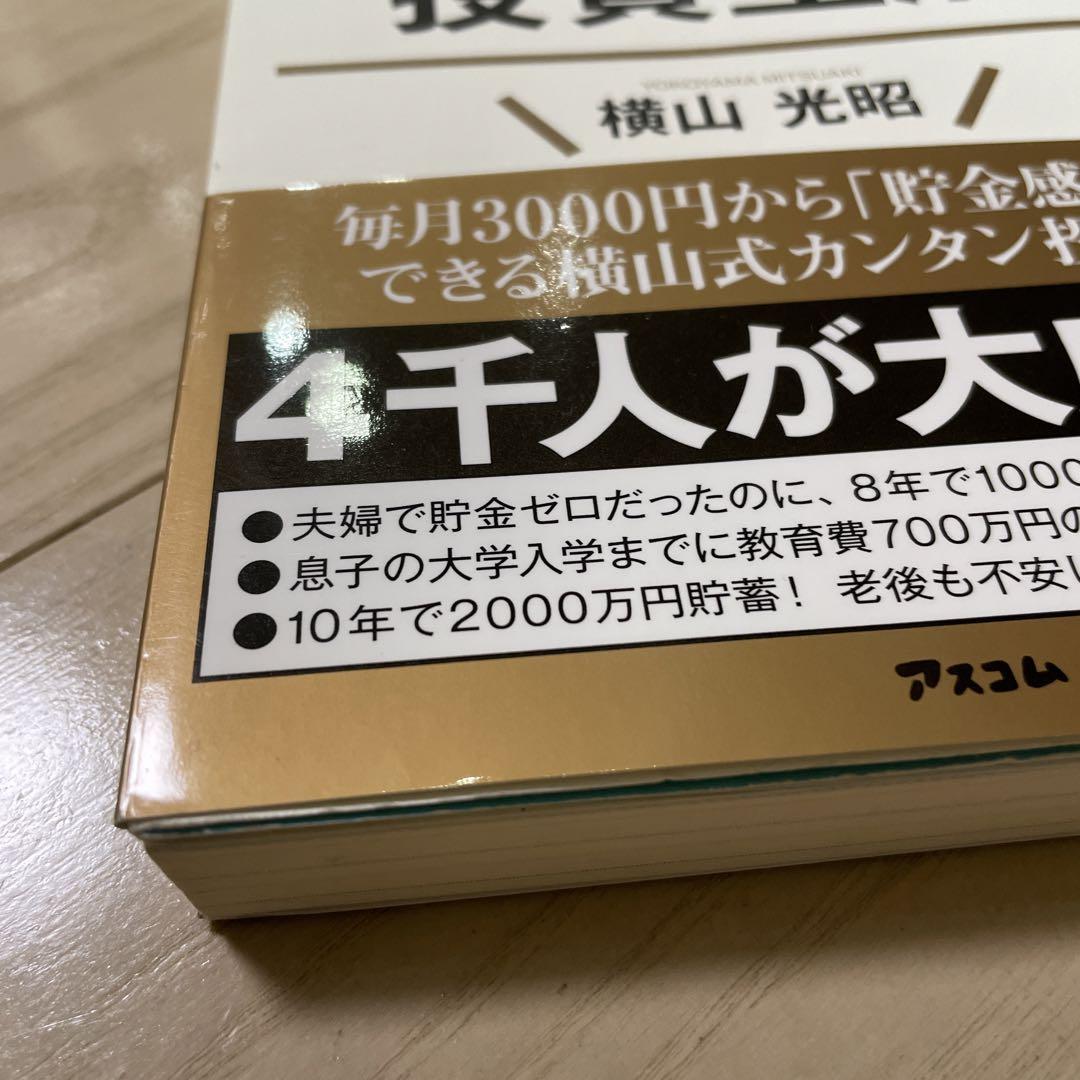 投資生
YOKOYAMA MITSUAKI
横山 光昭
毎月3000円から「貯金感
できる横山式カンタン投
4千人が大
●夫婦で貯金ゼロだったのに、8年で1000
●息子の大学入学までに教育費700万円の
●10年で2000万円貯蓄！ 老後も不安し
アスコム